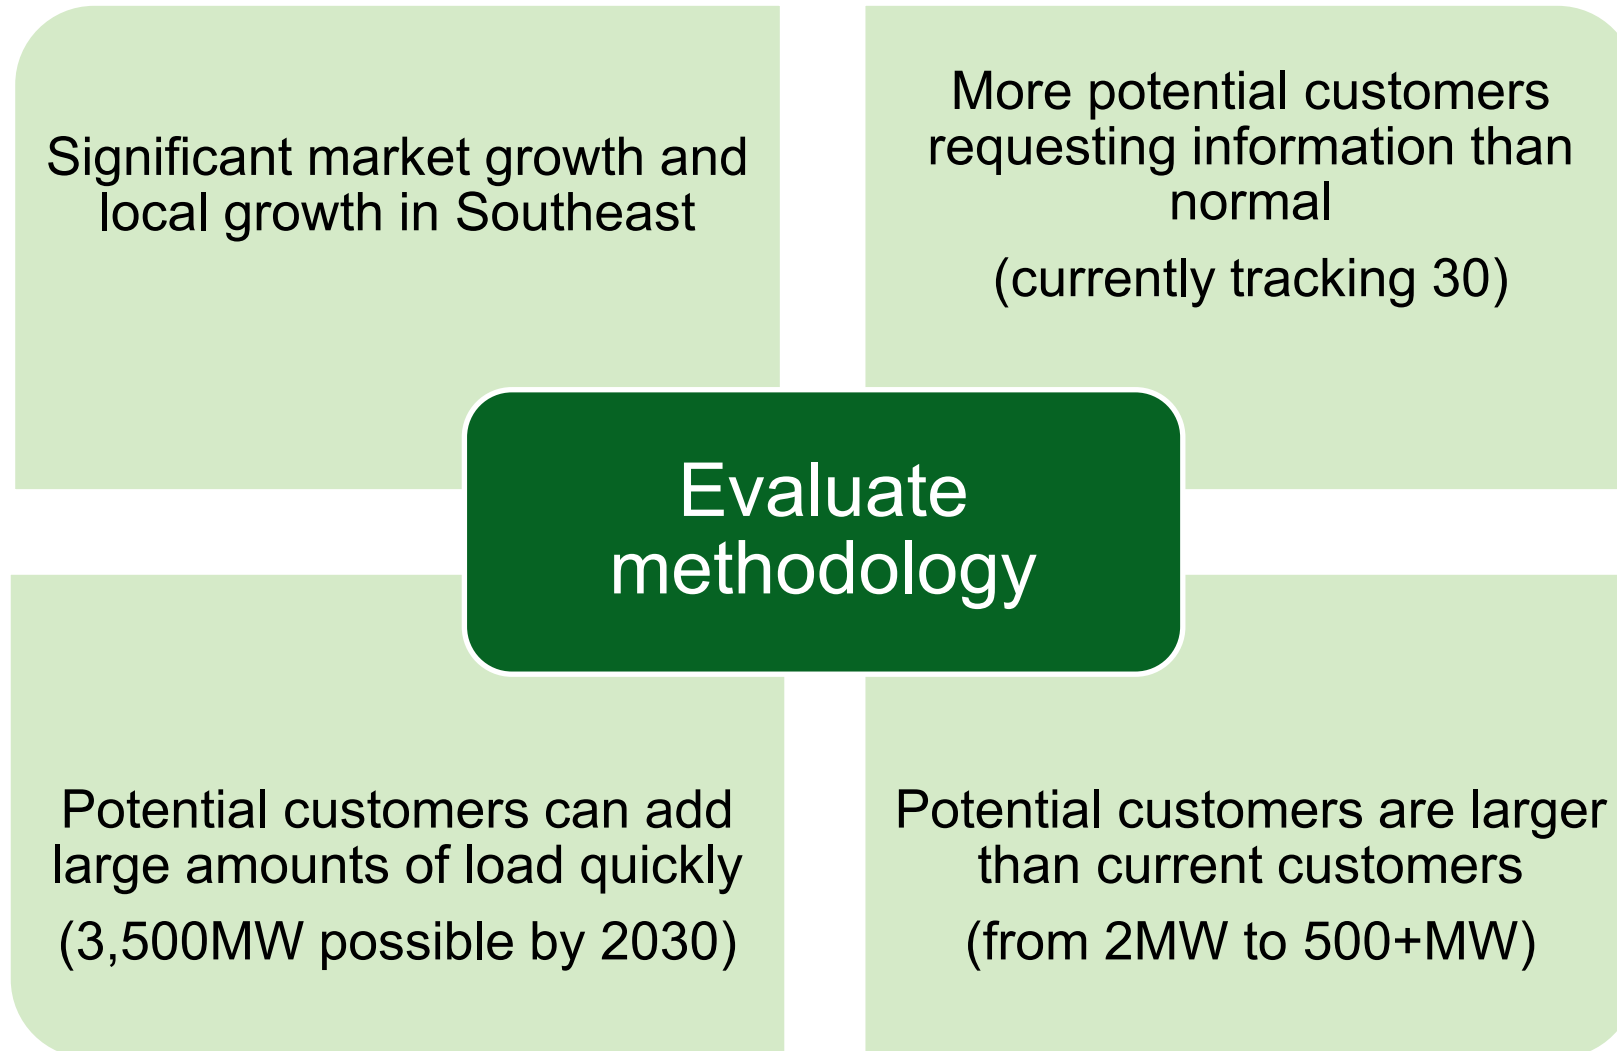 Significant market growth and
local growth in Southeast
More potential customers
requesting information than
normal
(currently tracking 30)
Evaluate
methodology
Potential customers can add
large amounts of load quickly
(3,500MW possible by 2030)
Potential customers are larger
than current customers
(from 2MW to 500+MW)